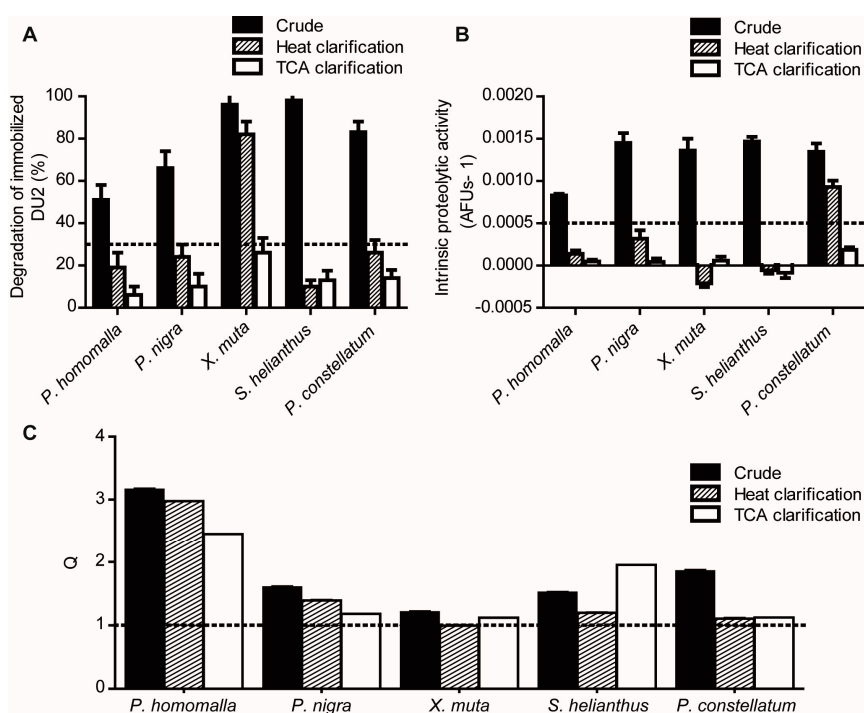 A
Crude
Heat clarification
TCA clarification
Degradation of immobilized
DU2 (%)
100
80
60
40
20
0
P. homomalla
P. nigra
X. muta
S. helianthus
P. constellatum
B
Crude
Heat clarification
TCA clarification
Intrinsic proteolytic activity
(AFUs- 1)
0.0020
0.0015
0.0010
0.0005
0.0000
-0.0005
P. homomalla
P. nigra
X. muta
S. helianthus
P. constellatum
C
Crude
Heat clarification
TCA clarification
Q
4
3
2
1
0
P. homomalla
P. nigra
X. muta
S. helianthus
P. constellatum